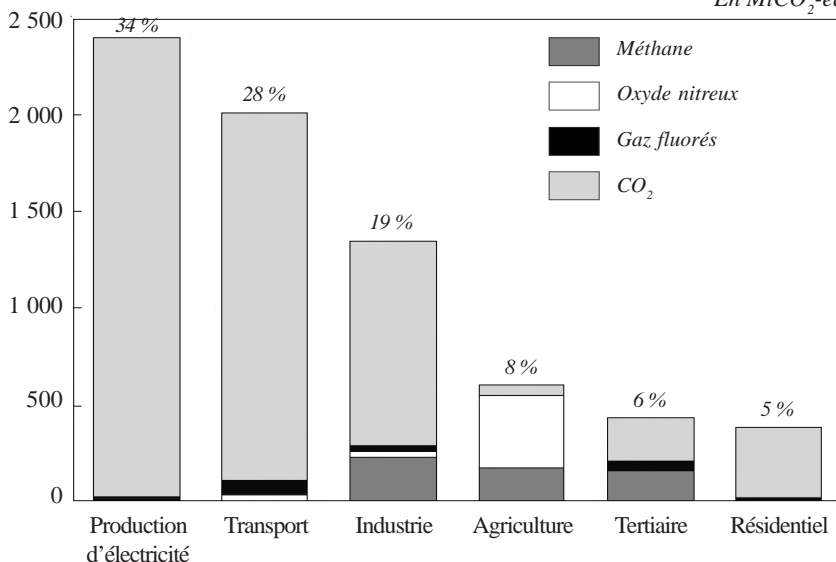 En MtCO2-eq
2 500
2 000
1 500
1 000
500
0
34 %
28 %
19 %
8 %
6 %
5 %
Méthane
Oxyde nitreux
Gaz fluorés
CO2
Production
d'électricité
Transport
Industrie
Agriculture
Tertiaire
Résidentiel